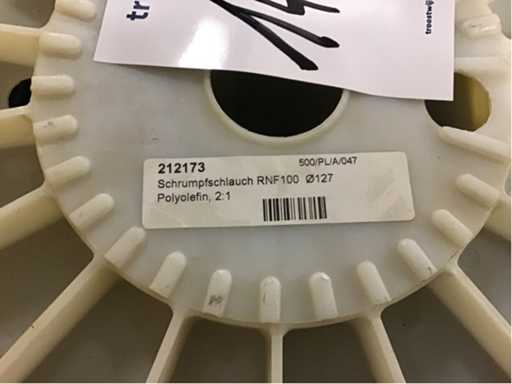 212173 500/PL/A/047
Schrumpfschlauch RNF100 Ø127
Polyolefin, 2:1